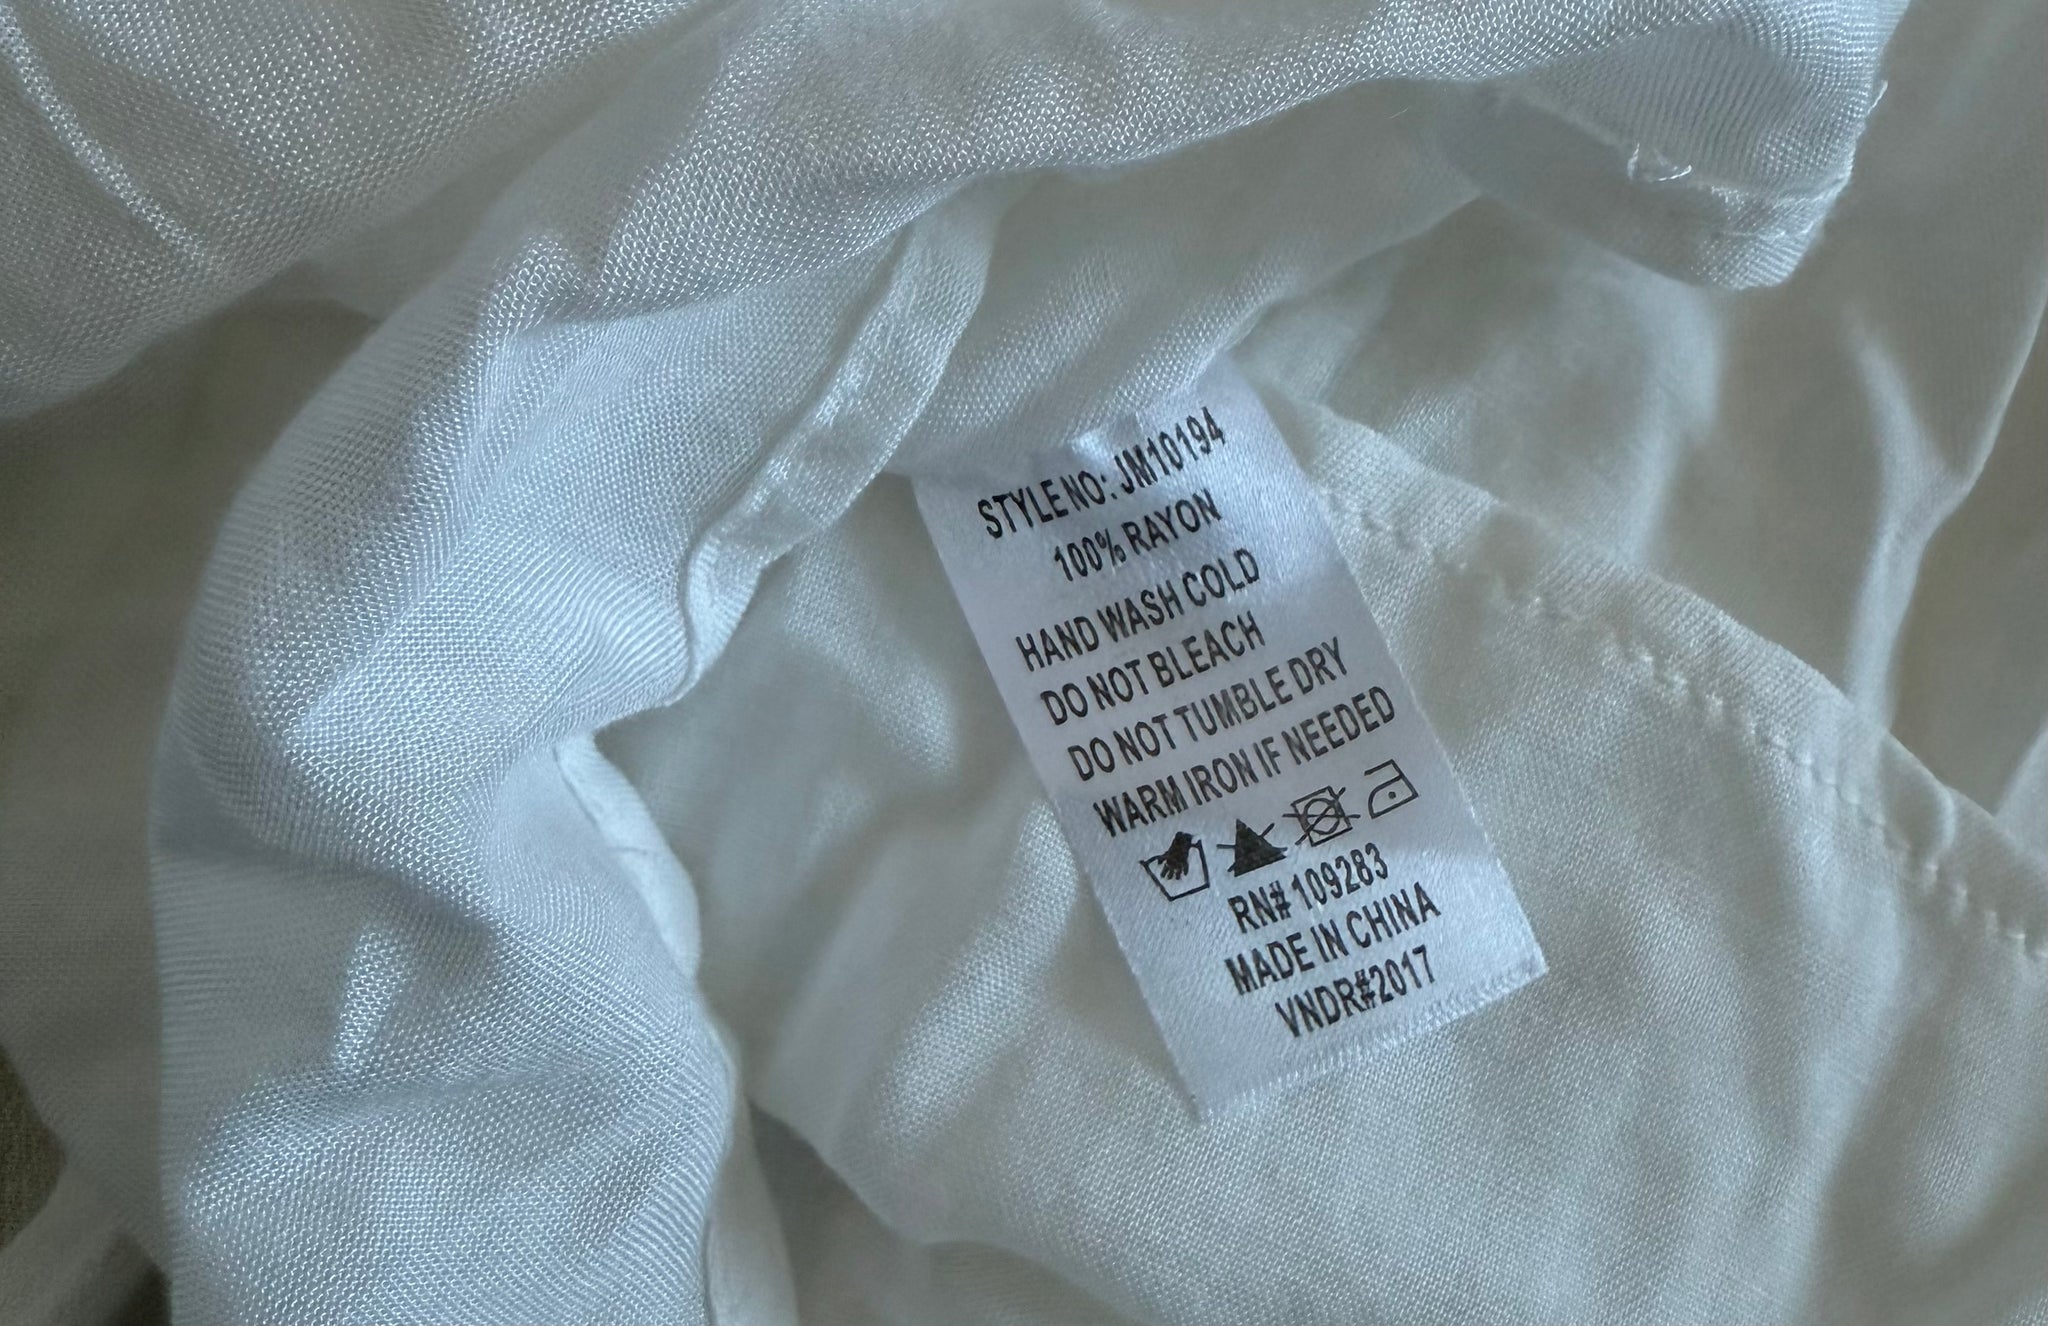 STYLE NO: JM10194
100% RAYON
HAND WASH COLD
DO NOT BLEACH
DO NOT TUMBLE DRY
WARM IRON IF NEEDED
RN# 109283
MADE IN CHINA
VNDR#2017